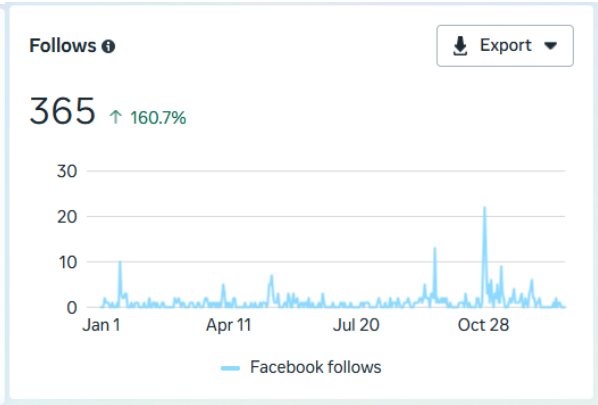 Follows
Export
365 ↑ 160.7%
30
20
10
0
Jan 1 Apr 11 Jul 20 Oct 28
Facebook follows